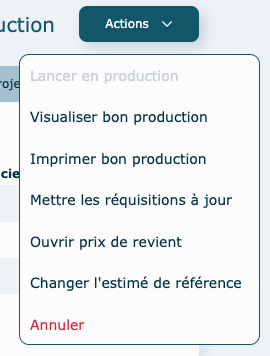 uction
Actions
Lancer en production
roje
Visualiser bon production
Imprimer bon production
cie
Mettre les réquisitions à jour
Ouvrir prix de revient
Changer l'estimé de référence
Annuler